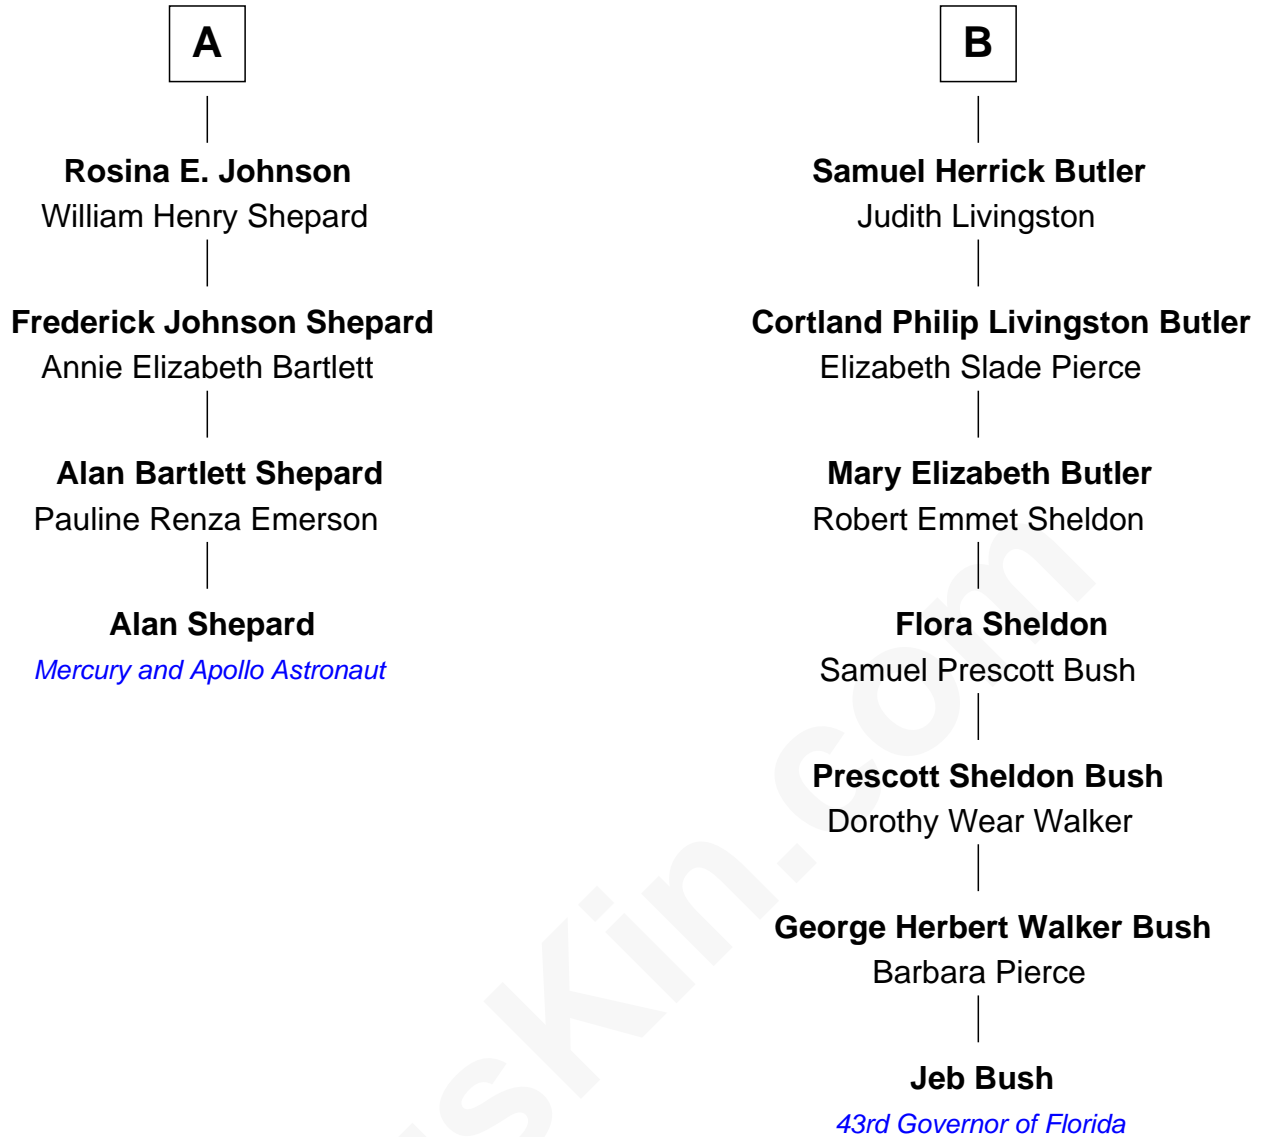 A
Rosina E. Johnson
William Henry Shepard
Frederick Johnson Shepard
Annie Elizabeth Bartlett
Alan Bartlett Shepard
Pauline Renza Emerson
Alan Shepard
Mercury and Apollo Astronaut
B
Samuel Herrick Butler
Judith Livingston
Cortland Philip Livingston Butler
Elizabeth Slade Pierce
Mary Elizabeth Butler
Robert Emmet Sheldon
Flora Sheldon
Samuel Prescott Bush
Prescott Sheldon Bush
Dorothy Wear Walker
George Herbert Walker Bush
Barbara Pierce
Jeb Bush
43rd Governor of Florida
sKin.com